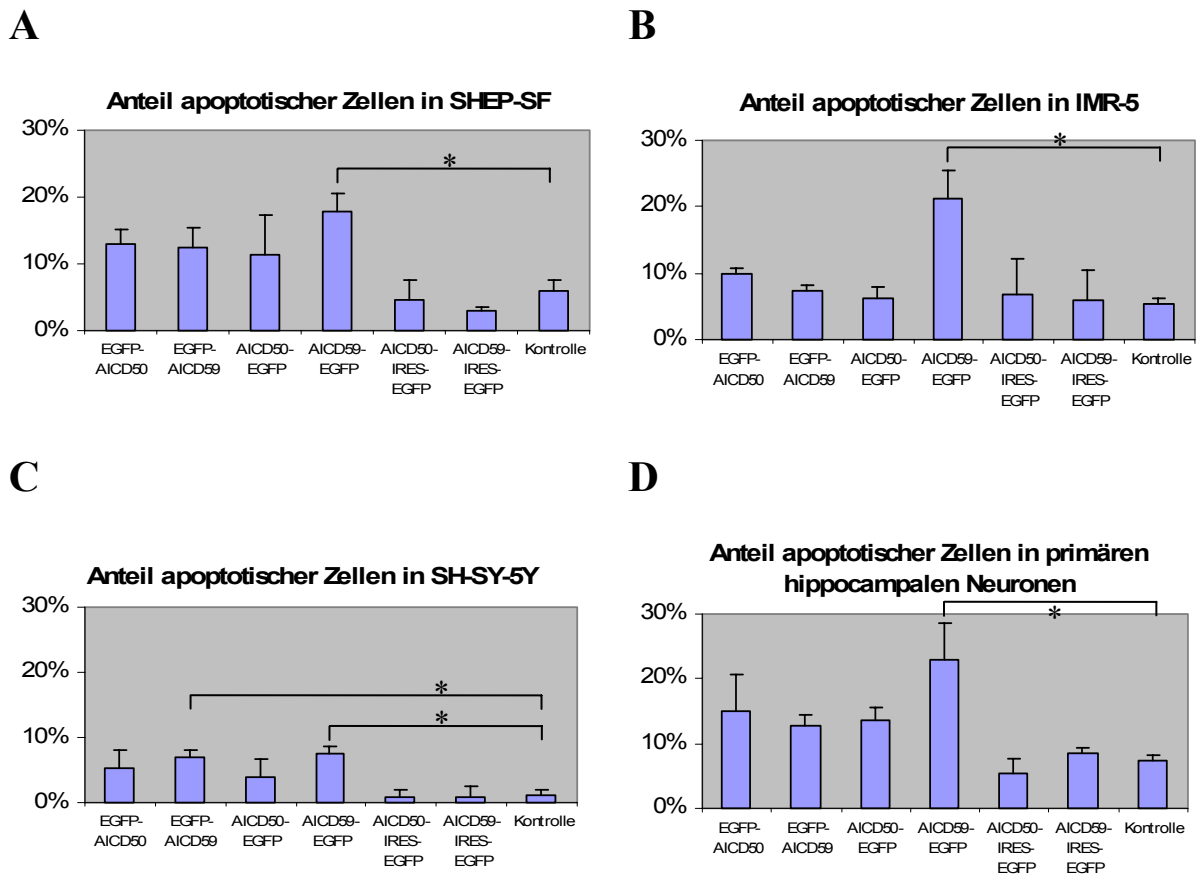 A
Anteil apoptotischer Zellen in SHEP-SF
30%
20%
10%
0%
*
EGFP-
AICD50
EGFP-
AICD59
AICD50-
EGFP
AICD59-
EGFP
AICD50-
IRES-
EGFP
AICD59-
IRES-
EGFP
Kontrolle
B
Anteil apoptotischer Zellen in IMR-5
30%
20%
10%
0%
*
EGFP-
AICD50
EGFP-
AICD59
AICD50-
EGFP
AICD59-
EGFP
AICD50-
IRES-
EGFP
AICD59-
IRES-
EGFP
Kontrolle
C
Anteil apoptotischer Zellen in SH-SY-5Y
30%
20%
10%
0%
*
*
EGFP-
AICD50
EGFP-
AICD59
AICD50-
EGFP
AICD59-
EGFP
AICD50-
IRES-
EGFP
AICD59-
IRES-
EGFP
Kontrolle
D
Anteil apoptotischer Zellen in primären
hippocampalen Neuronen
30%
20%
10%
0%
*
EGFP-
AICD50
EGFP-
AICD59
AICD50-
EGFP
AICD59-
EGFP
AICD50-
IRES-
EGFP
AICD59-
IRES-
EGFP
Kontrolle